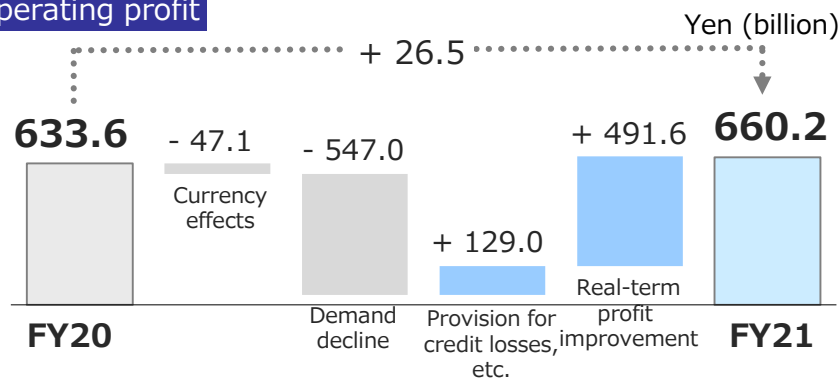 perating profit
Yen (billion)
+ 26.5
633.6
- 47.1
- 547.0
+ 129.0
+ 491.6
660.2
Currency
effects
Demand
decline
Provision for
credit losses,
etc.
Real-term
profit
improvement
FY20
FY21